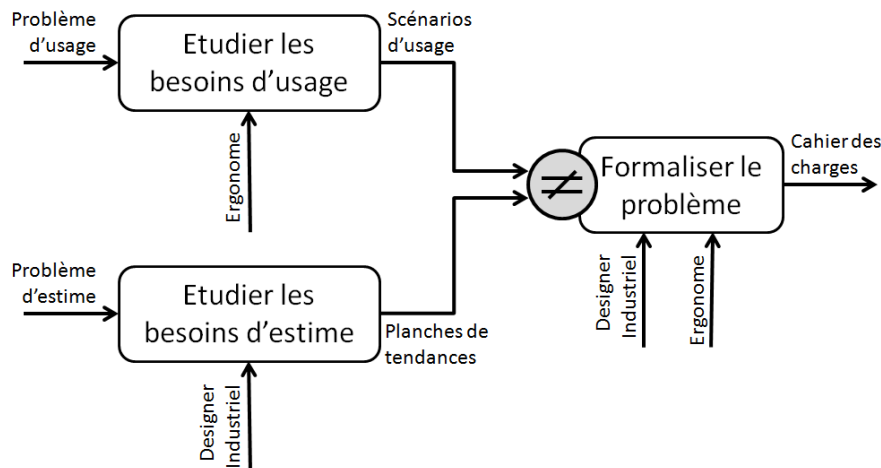 Problème
d'usage
Etudier les
besoins d'usage
Scénarios
d'usage
Ergonome
≠
Formaliser le
problème
Cahier des
charges
Designer
Industriel
Ergonome
Problème
d'estime
Etudier les
besoins d'estime
Planches de
tendances
Designer
Industriel